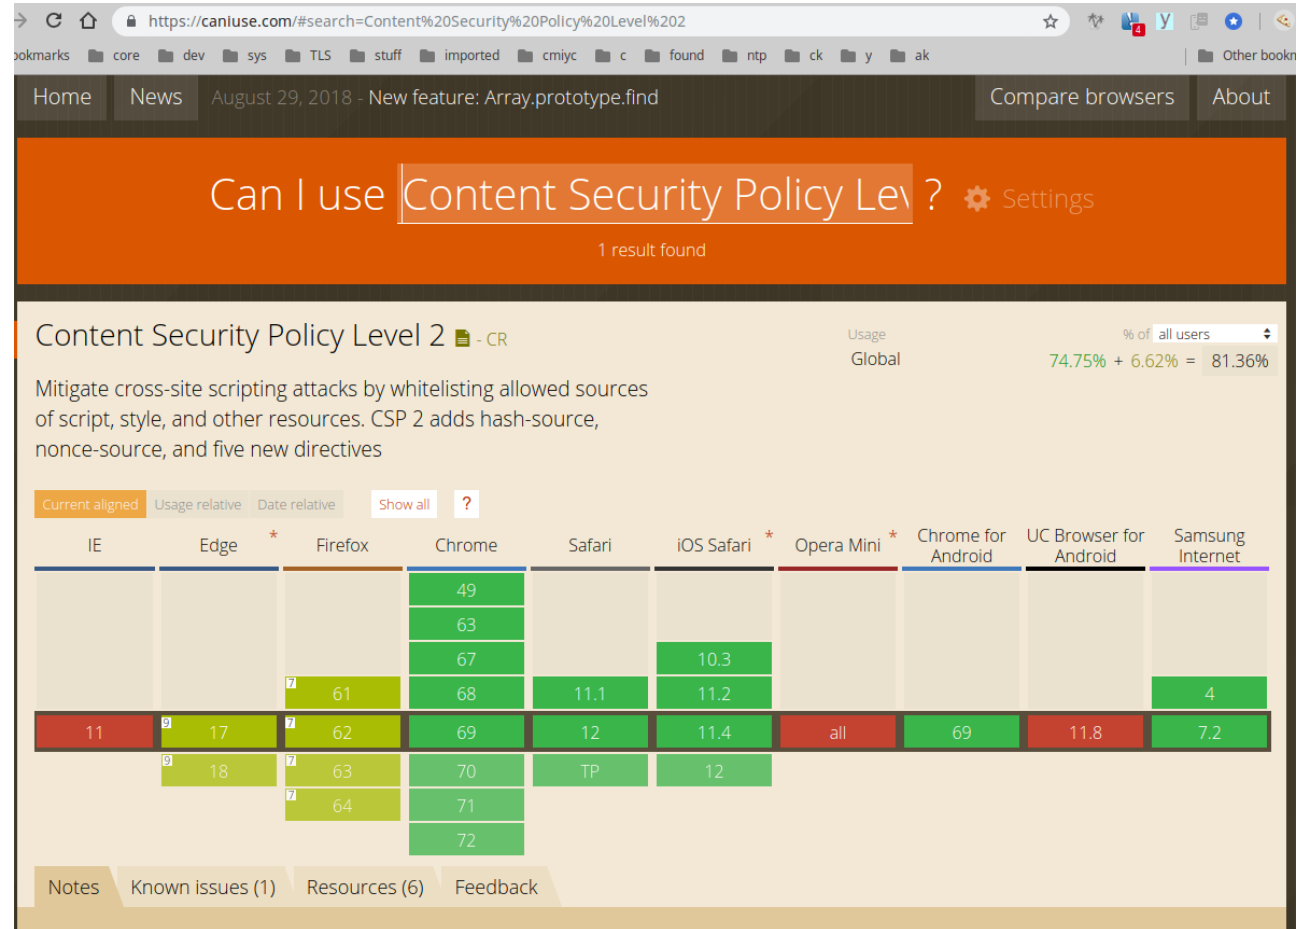 https://caniuse.com/#search=Content%20Security%20Policy%20Level%202
4
ookmarks core dev sys TLS stuff imported cmiyc c found ntp ck y ak Other bookn
Home News August 29, 2018 - New feature: Array.prototype.find Compare browsers About
Can I use Content Security Policy Lev ? Settings
1 result found
Content Security Policy Level 2 - CR
Usage % of all users
Global 74.75% + 6.62% = 81.36%
Mitigate cross-site scripting attacks by whitelisting allowed sources
of script, style, and other resources. CSP 2 adds hash-source,
nonce-source, and five new directives
Current aligned Usage relative Date relative Show all ?
IE Edge * Firefox Chrome Safari iOS Safari * Opera Mini * Chrome for Android UC Browser for Android Samsung Internet
49
63
67 10.3
7 61 68 11.1 11.2 4
11 9 17 7 62 69 12 11.4 all 69 11.8 7.2
9 18 7 63 70 TP 12
7 64 71
72
Notes Known issues (1) Resources (6) Feedback